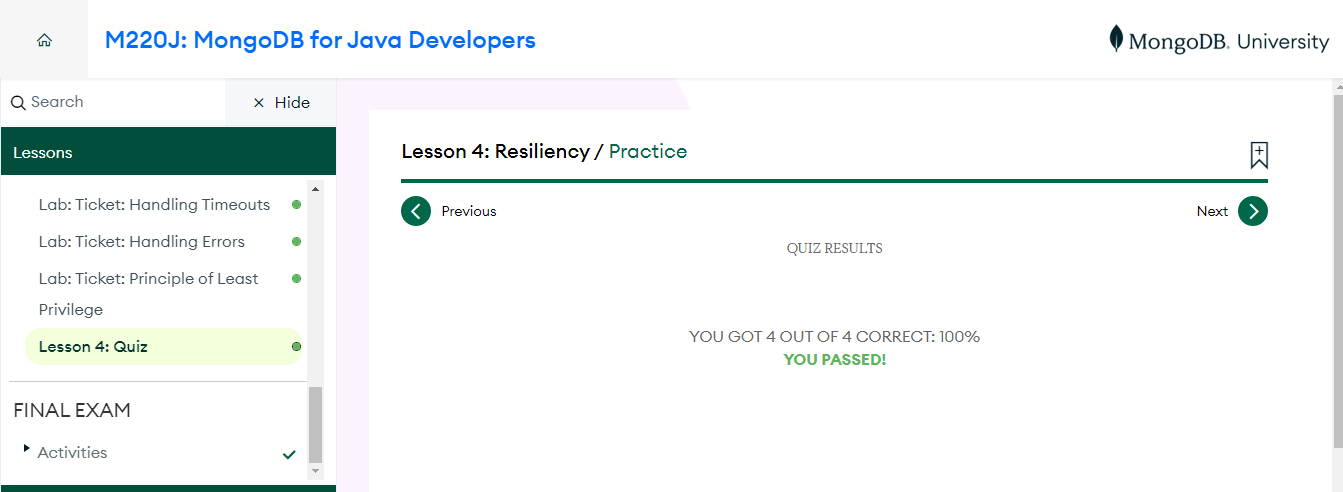 M220J: MongoDB for Java Developers
MongoDB. University
Search
× Hide
Lessons
Lab: Ticket: Handling Timeouts
Lab: Ticket: Handling Errors
Lab: Ticket: Principle of Least
Privilege
Lesson 4: Quiz
FINAL EXAM
Activities
Lesson 4: Resiliency / Practice
Previous
Next
QUIZ RESULTS
YOU GOT 4 OUT OF 4 CORRECT: 100%
YOU PASSED!